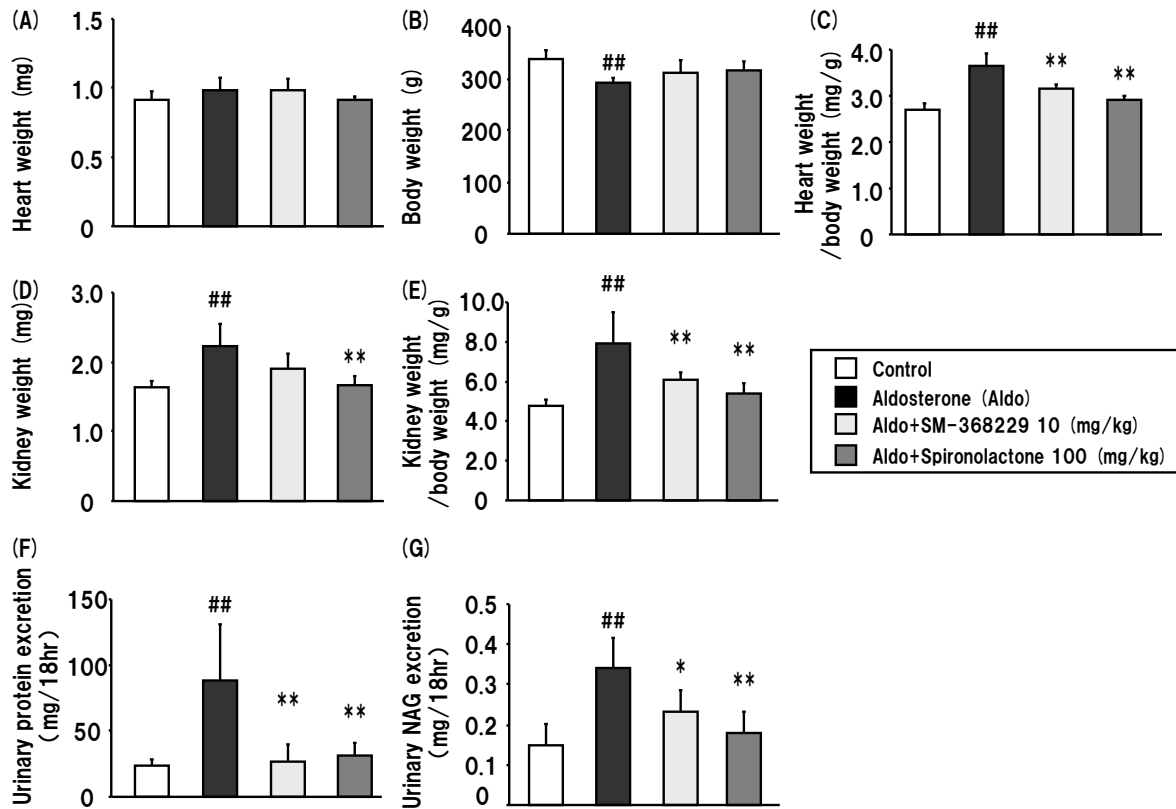 (A)
Heart weight (mg)
1.5
1.0
0.5
0
(B)
Body weight (g)
400
300
200
100
0
##
(C)
Heart weight
/body weight (mg/g)
4.0
3.0
2.0
1.0
0
##
**
**
(D)
Kidney weight (mg)
3.0
2.0
1.0
0
##
**
(E)
Kidney weight
/body weight (mg/g)
10.0
8.0
6.0
4.0
2.0
0
##
**
**
Control
Aldosterone (Aldo)
Aldo+SM-368229 10 (mg/kg)
Aldo+Spironolactone 100 (mg/kg)
(F)
Urinary protein excretion
(mg/18hr)
150
100
50
0
##
**
**
(G)
Urinary NAG excretion
(mg/18hr)
0.5
0.4
0.3
0.2
0.1
0
##
*
**